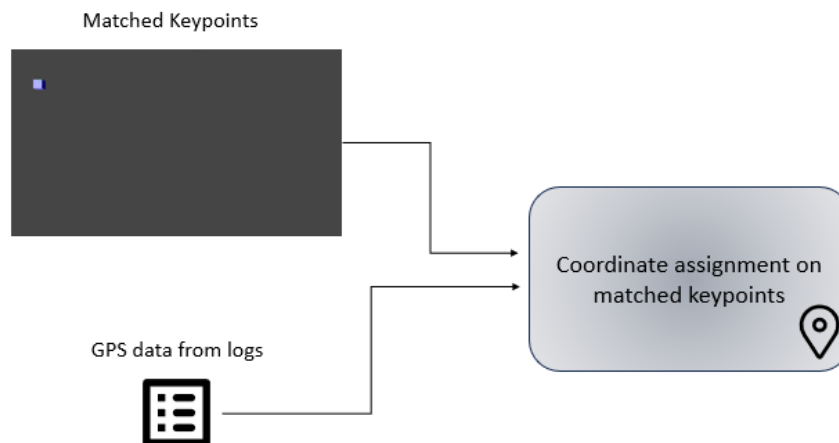 Matched Keypoints
Coordinate assignment on
matched keypoints
GPS data from logs